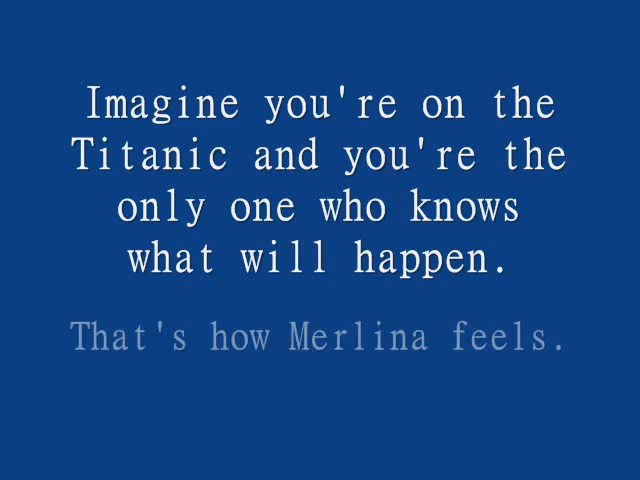 Imagine you're on the
Titanic and you're the
only one who knows
what will happen.
That's how Merlina feels.